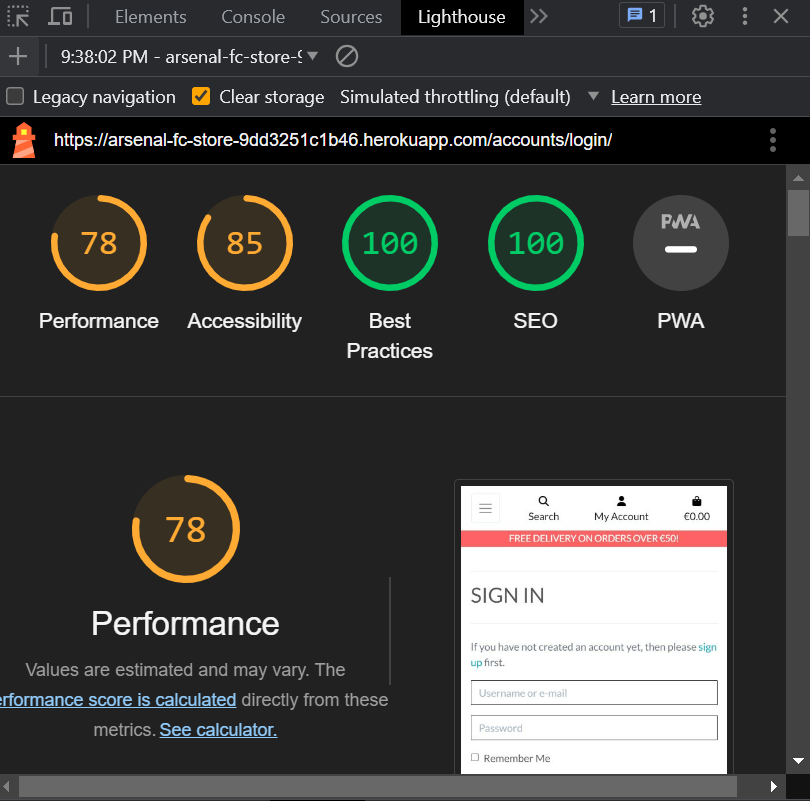 Elements Console Sources Lighthouse 1
9:38:02 PM - arsenal-fc-store-9
Legacy navigation Clear storage Simulated throttling (default) Learn more
https://arsenal-fc-store-9dd3251c1b46.herokuapp.com/accounts/login/
78 85 100 100 PWA
Performance Accessibility Best SEO PWA
Practices
78
Performance
Values are estimated and may vary. The
erformance score is calculated directly from these
metrics. See calculator.
Search My Account €0.00
FREE DELIVERY ON ORDERS OVER €50!
SIGN IN
If you have not created an account yet, then please sign
up first.
Username or e-mail
Password
Remember Me